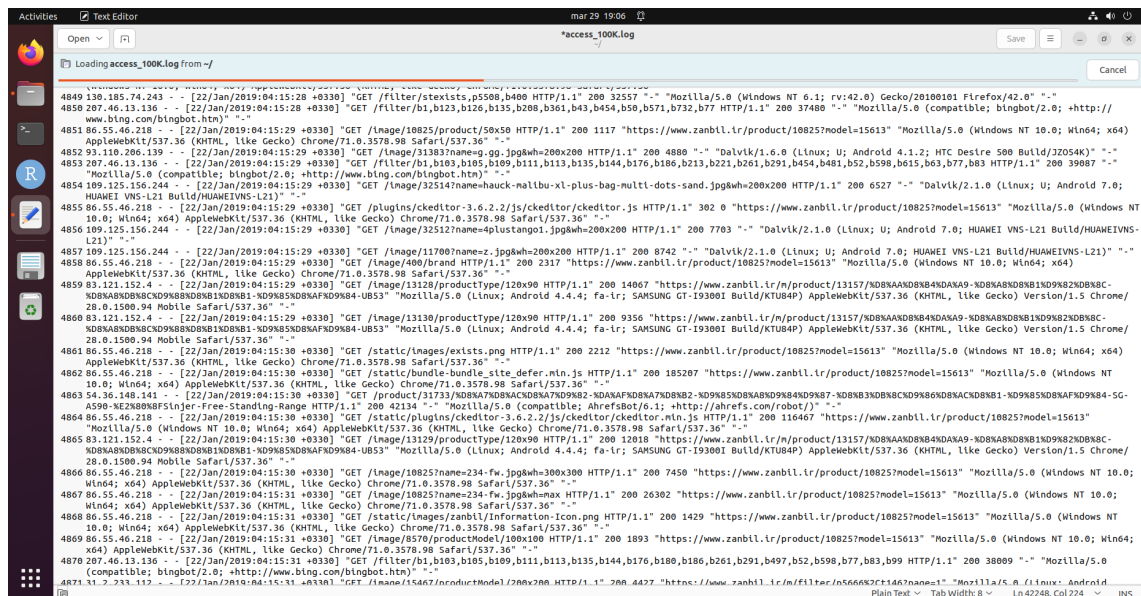 Activities
Text Editor
mar 29 19:06
Open
*access_100K.log
~/
Save
Loading access_100K.log from ~/
Cancel
4849 130.185.74.243 - - [22/Jan/2019:04:15:28 +0330] "GET /filter/stexists,p5508,b400 HTTP/1.1" 200 32557 "-" "Mozilla/5.0 (Windows NT 6.1; rv:42.0) Gecko/20100101 Firefox/42.0" "-"
4850 207.46.13.136 - - [22/Jan/2019:04:15:28 +0330] "GET /filter/b1,b123,b126,b135,b208,b361,b43,b454,b50,b571,b732,b77 HTTP/1.1" 200 37480 "-" "Mozilla/5.0 (compatible; bingbot/2.0; +http://
www.bing.com/bingbot.htm)" "-"
4851 86.55.46.218 - - [22/Jan/2019:04:15:29 +0330] "GET /image/10825/product/50x50 HTTP/1.1" 200 1117 "https://www.zanbil.ir/product/10825?model=15613" "Mozilla/5.0 (Windows NT 10.0; Win64; x64)
AppleWebKit/537.36 (KHTML, like Gecko) Chrome/71.0.3578.98 Safari/537.36" "-"
4852 93.110.206.139 - - [22/Jan/2019:04:15:29 +0330] "GET /image/31383?name=g.gg.jpg&wh=200x200 HTTP/1.1" 200 4880 "-" "Dalvik/1.6.0 (Linux; U; Android 4.1.2; HTC Desire 500 Build/JZO54K)" "-"
4853 207.46.13.136 - - [22/Jan/2019:04:15:29 +0330] "GET /filter/b1,b103,b105,b109,b111,b113,b135,b144,b176,b186,b213,b221,b261,b291,b454,b481,b52,b598,b615,b63,b77,b83 HTTP/1.1" 200 39087 "-"
"Mozilla/5.0 (compatible; bingbot/2.0; +http://www.bing.com/bingbot.htm)" "-"
4854 109.125.156.244 - - [22/Jan/2019:04:15:29 +0330] "GET /image/32514?name=hauck-malibu-xl-plus-bag-multi-dots-sand.jpg&wh=200x200 HTTP/1.1" 200 6527 "-" "Dalvik/2.1.0 (Linux; U; Android 7.0;
HUAWEI VNS-L21 Build/HUAWEIVNS-L21)" "-"
4855 86.55.46.218 - - [22/Jan/2019:04:15:29 +0330] "GET /plugins/ckeditor-3.6.2.2/js/ckeditor/ckeditor.js HTTP/1.1" 302 0 "https://www.zanbil.ir/product/10825?model=15613" "Mozilla/5.0 (Windows NT
10.0; Win64; x64) AppleWebKit/537.36 (KHTML, like Gecko) Chrome/71.0.3578.98 Safari/537.36" "-"
4856 109.125.156.244 - - [22/Jan/2019:04:15:29 +0330] "GET /image/32512?name=4plustango1.jpg&wh=200x200 HTTP/1.1" 200 7703 "-" "Dalvik/2.1.0 (Linux; U; Android 7.0; HUAWEI VNS-L21 Build/HUAWEIVNS-
L21)" "-"
4857 109.125.156.244 - - [22/Jan/2019:04:15:29 +0330] "GET /image/11700?name=z.jpg&wh=200x200 HTTP/1.1" 200 8742 "-" "Dalvik/2.1.0 (Linux; U; Android 7.0; HUAWEI VNS-L21 Build/HUAWEIVNS-L21)" "-"
4858 86.55.46.218 - - [22/Jan/2019:04:15:29 +0330] "GET /image/400/brand HTTP/1.1" 200 2317 "https://www.zanbil.ir/product/10825?model=15613" "Mozilla/5.0 (Windows NT 10.0; Win64; x64)
AppleWebKit/537.36 (KHTML, like Gecko) Chrome/71.0.3578.98 Safari/537.36" "-"
4859 83.121.152.4 - - [22/Jan/2019:04:15:29 +0330] "GET /image/13128/productType/120x90 HTTP/1.1" 200 14067 "https://www.zanbil.ir/m/product/13157/%D8%AA%D8%B4%DA%A9-%D8%A8%D8%B1%D9%82%DB%8C-
%D8%A8%DB%8C%D9%88%D8%B1%D8%B1-%D9%85%D8%AF%D9%84-UB53" "Mozilla/5.0 (Linux; Android 4.4.4; fa-ir; SAMSUNG GT-I9300I Build/KTU84P) AppleWebKit/537.36 (KHTML, like Gecko) Version/1.5 Chrome/
28.0.1500.94 Mobile Safari/537.36" "-"
4860 83.121.152.4 - - [22/Jan/2019:04:15:29 +0330] "GET /image/13130/productType/120x90 HTTP/1.1" 200 9356 "https://www.zanbil.ir/m/product/13157/%D8%AA%D8%B4%DA%A9-%D8%A8%D8%B1%D9%82%DB%8C-
%D8%A8%DB%8C%D9%88%D8%B1%D8%B1-%D9%85%D8%AF%D9%84-UB53" "Mozilla/5.0 (Linux; Android 4.4.4; fa-ir; SAMSUNG GT-I9300I Build/KTU84P) AppleWebKit/537.36 (KHTML, like Gecko) Version/1.5 Chrome/
28.0.1500.94 Mobile Safari/537.36" "-"
4861 86.55.46.218 - - [22/Jan/2019:04:15:30 +0330] "GET /static/images/exists.png HTTP/1.1" 200 2212 "https://www.zanbil.ir/product/10825?model=15613" "Mozilla/5.0 (Windows NT 10.0; Win64; x64)
AppleWebKit/537.36 (KHTML, like Gecko) Chrome/71.0.3578.98 Safari/537.36" "-"
4862 86.55.46.218 - - [22/Jan/2019:04:15:30 +0330] "GET /static/bundle-bundle_site_defer.min.js HTTP/1.1" 200 185207 "https://www.zanbil.ir/product/10825?model=15613" "Mozilla/5.0 (Windows NT
10.0; Win64; x64) AppleWebKit/537.36 (KHTML, like Gecko) Chrome/71.0.3578.98 Safari/537.36" "-"
4863 54.36.148.141 - - [22/Jan/2019:04:15:30 +0330] "GET /product/31733/%D8%A7%D8%AC%D8%A7%D9%82-%DA%AF%D8%A7%D8%B2-%D9%85%D8%A8%D9%84%D9%87-%D8%B3%DB%8C%D9%86%D8%AC%D8%B1-%D9%85%D8%AF%D9%84-SG-
A590-%E2%80%8FSinjer-Free-Standing-Range HTTP/1.1" 200 42134 "-" "Mozilla/5.0 (compatible; AhrefsBot/6.1; +http://ahrefs.com/robot/)" "-"
4864 86.55.46.218 - - [22/Jan/2019:04:15:30 +0330] "GET /static/plugins/ckeditor-3.6.2.2/js/ckeditor/ckeditor.min.js HTTP/1.1" 200 116467 "https://www.zanbil.ir/product/10825?model=15613"
"Mozilla/5.0 (Windows NT 10.0; Win64; x64) AppleWebKit/537.36 (KHTML, like Gecko) Chrome/71.0.3578.98 Safari/537.36" "-"
4865 83.121.152.4 - - [22/Jan/2019:04:15:30 +0330] "GET /image/13129/productType/120x90 HTTP/1.1" 200 12018 "https://www.zanbil.ir/m/product/13157/%D8%AA%D8%B4%DA%A9-%D8%A8%D8%B1%D9%82%DB%8C-
%D8%A8%DB%8C%D9%88%D8%B1%D8%B1-%D9%85%D8%AF%D9%84-UB53" "Mozilla/5.0 (Linux; Android 4.4.4; fa-ir; SAMSUNG GT-I9300I Build/KTU84P) AppleWebKit/537.36 (KHTML, like Gecko) Version/1.5 Chrome/
28.0.1500.94 Mobile Safari/537.36" "-"
4866 86.55.46.218 - - [22/Jan/2019:04:15:30 +0330] "GET /image/10825?name=234-fw.jpg&wh=300x300 HTTP/1.1" 200 7450 "https://www.zanbil.ir/product/10825?model=15613" "Mozilla/5.0 (Windows NT 10.0;
Win64; x64) AppleWebKit/537.36 (KHTML, like Gecko) Chrome/71.0.3578.98 Safari/537.36" "-"
4867 86.55.46.218 - - [22/Jan/2019:04:15:31 +0330] "GET /image/10825?name=234-fw.jpg&wh=max HTTP/1.1" 200 26302 "https://www.zanbil.ir/product/10825?model=15613" "Mozilla/5.0 (Windows NT 10.0;
Win64; x64) AppleWebKit/537.36 (KHTML, like Gecko) Chrome/71.0.3578.98 Safari/537.36" "-"
4868 86.55.46.218 - - [22/Jan/2019:04:15:31 +0330] "GET /static/images/zanbil/Information-Icon.png HTTP/1.1" 200 1429 "https://www.zanbil.ir/product/10825?model=15613" "Mozilla/5.0 (Windows NT
10.0; Win64; x64) AppleWebKit/537.36 (KHTML, like Gecko) Chrome/71.0.3578.98 Safari/537.36" "-"
4869 86.55.46.218 - - [22/Jan/2019:04:15:31 +0330] "GET /image/8570/productModel/100x100 HTTP/1.1" 200 1893 "https://www.zanbil.ir/product/10825?model=15613" "Mozilla/5.0 (Windows NT 10.0; Win64;
x64) AppleWebKit/537.36 (KHTML, like Gecko) Chrome/71.0.3578.98 Safari/537.36" "-"
4870 207.46.13.136 - - [22/Jan/2019:04:15:31 +0330] "GET /filter/b1,b103,b105,b109,b111,b113,b135,b144,b176,b180,b186,b261,b291,b497,b52,b598,b77,b83,b99 HTTP/1.1" 200 38009 "-" "Mozilla/5.0
(compatible; bingbot/2.0; +http://www.bing.com/bingbot.htm)" "-"
4871 31.2.233.112 - - [22/Jan/2019:04:15:31 +0330] "GET /image/15467/productModel/200x200 HTTP/1.1" 200 4427 "https://www.zanbil.ir/m/filter/p5666%2Ct146?page=1" "Mozilla/5.0 (Linux; Android
Plain Text
Tab Width: 8
Ln 42248, Col 224
INS